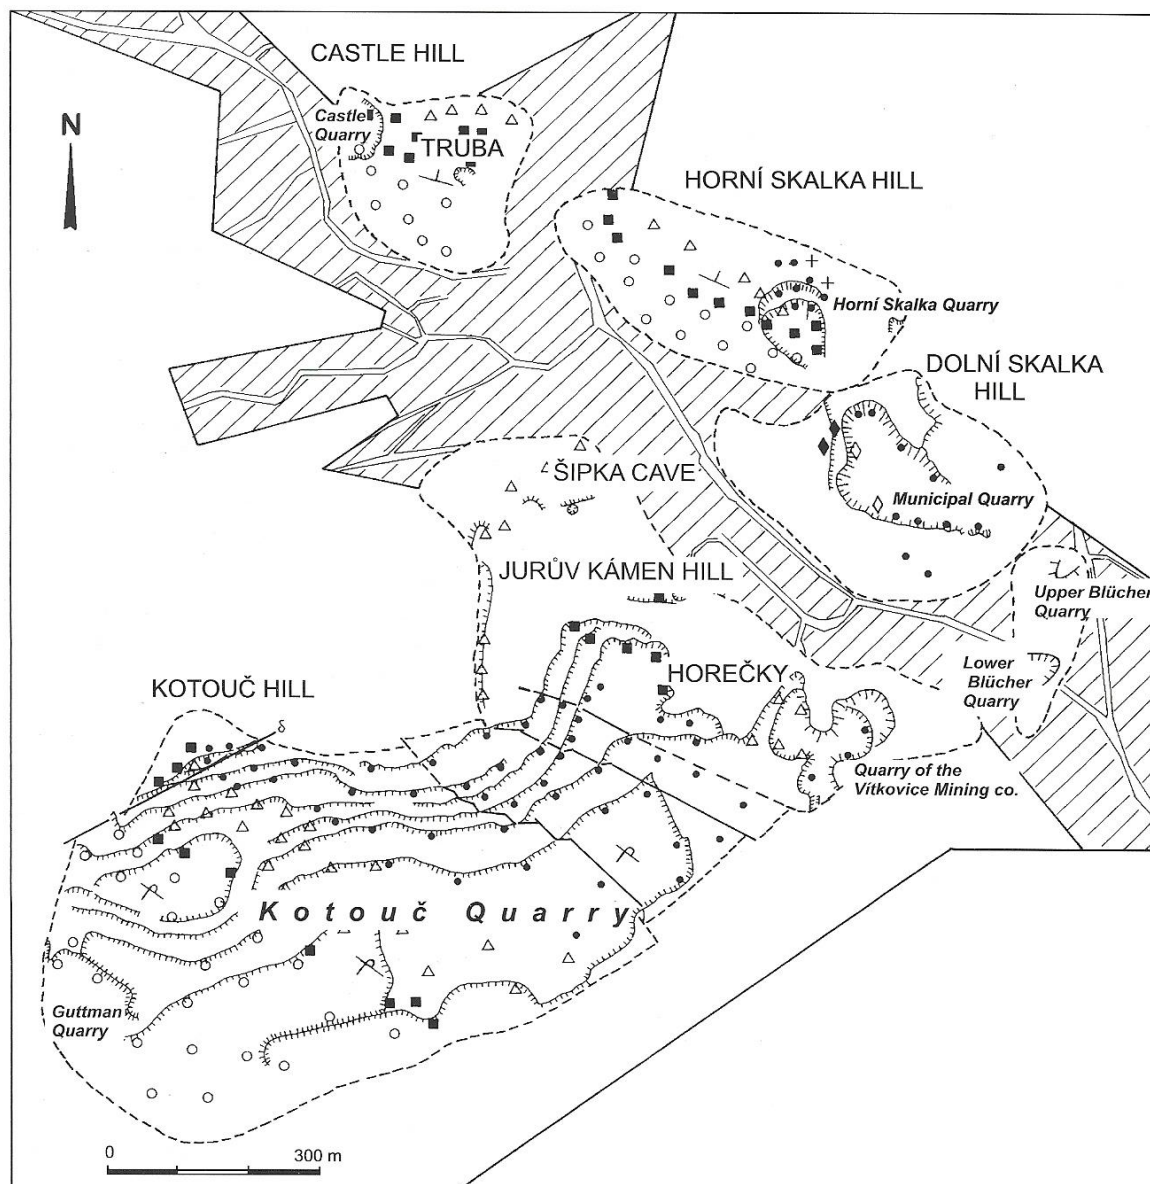 CASTLE HILL
Castle
Quarry
TRUBA
N
HORNÍ SKALKA HILL
Horní Skalka Quarry
DOLNÍ SKALKA
HILL
ŠIPKA CAVE
Municipal Quarry
JURŮV KÁMEN HILL
Upper Blücher
Quarry
HOREČKY
Lower
Blücher
Quarry
KOTOUČ HILL
δ
Quarry of the
Vítkovice Mining co.
Kotouč Quarry
Guttman
Quarry
0
300 m